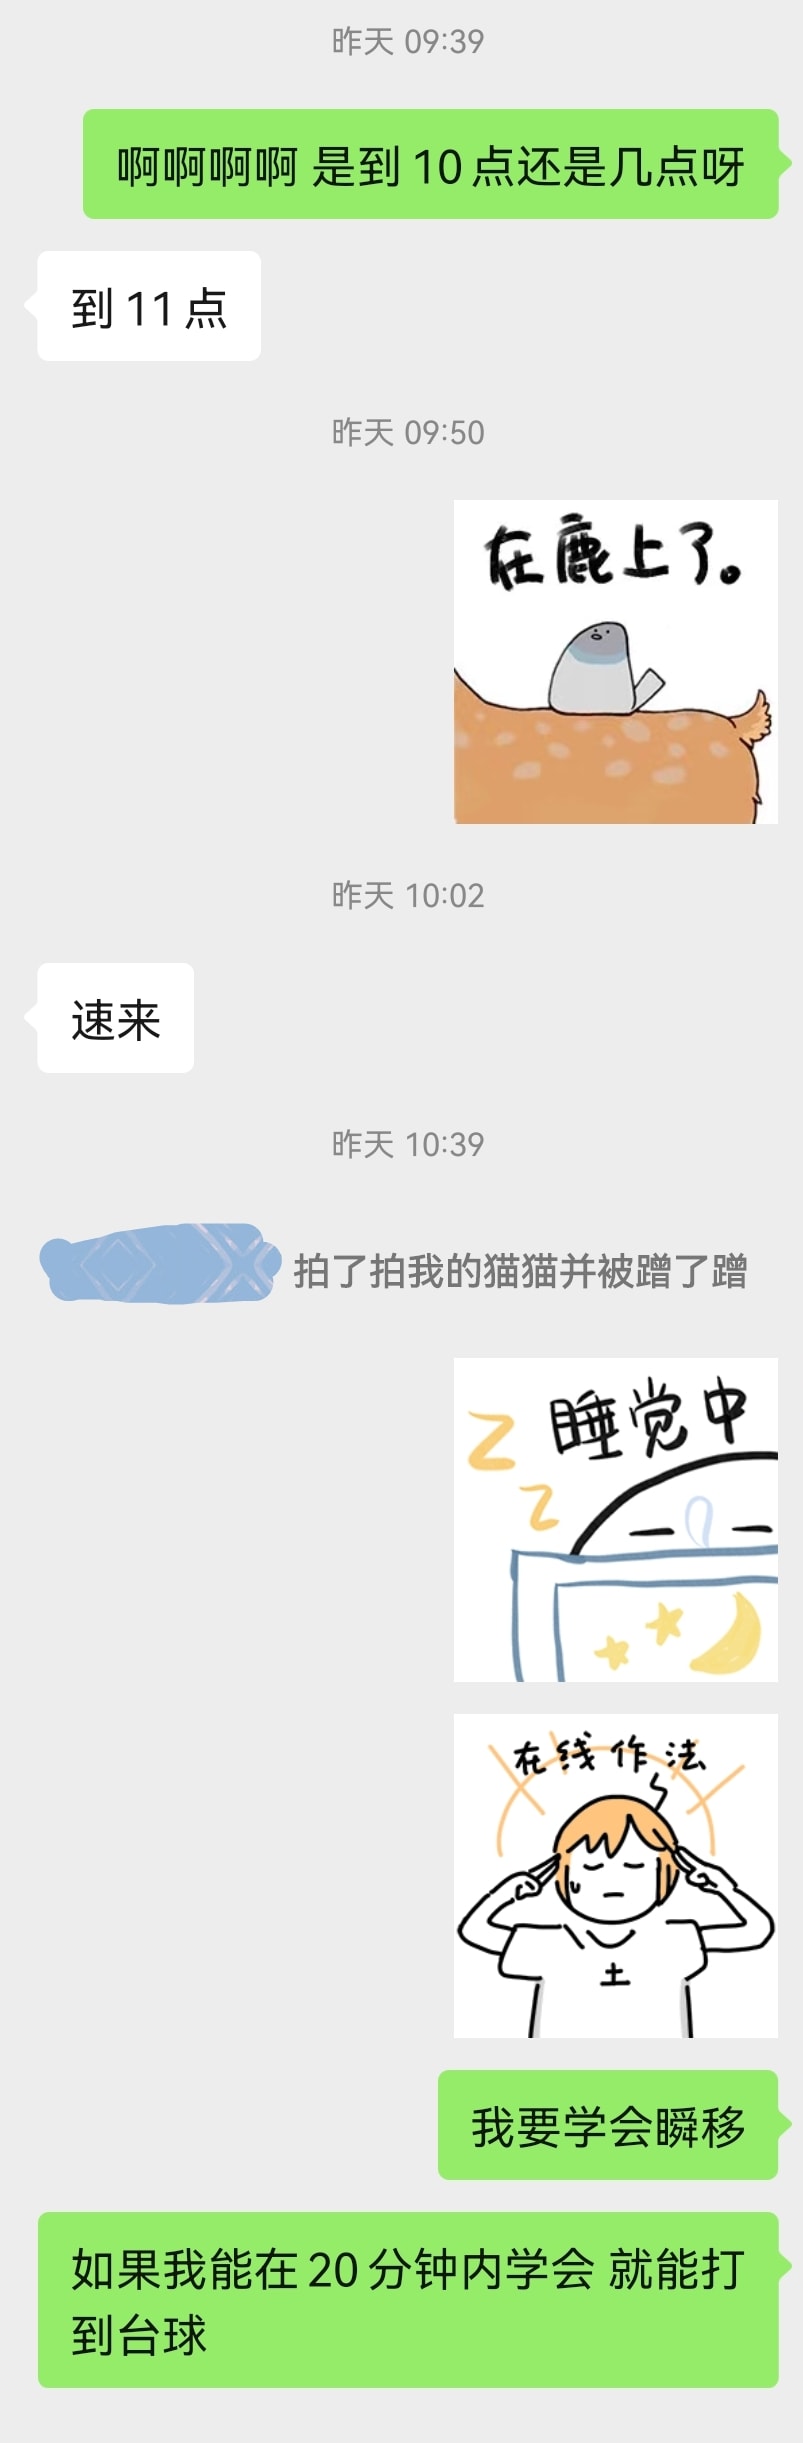 昨天 09:39
啊啊啊啊 是到 10 点还是几点呀
到 11 点
昨天 09:50
在鹿上了。
昨天 10:02
速来
昨天 10:39
拍了拍我的猫猫并被蹭了蹭
睡觉中
Z
Z
在线作法
土
我要学会瞬移
如果我能在 20 分钟内学会 就能打
到台球